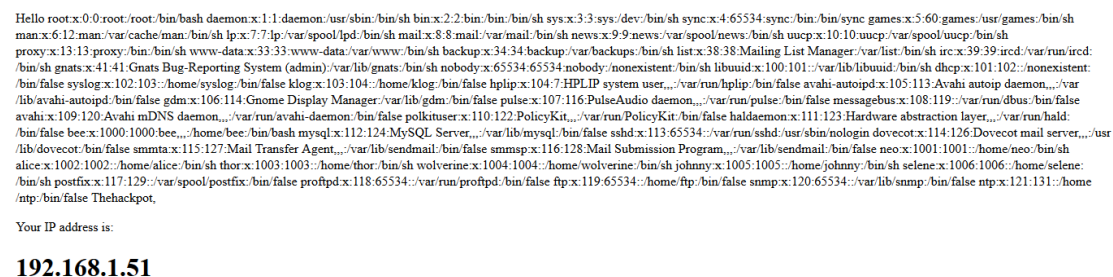 Hello root:x:0:0:root:/root:/bin/bash daemon:x:1:1:daemon:/usr/sbin:/bin/sh bin:x:2:2:bin:/bin:/bin/sh sys:x:3:3:sys:/dev:/bin/sh sync:x:4:65534:sync:/bin:/bin/sync games:x:5:60:games:/usr/games:/bin/sh
man:x:6:12:man:/var/cache/man:/bin/sh lp:x:7:7:lp:/var/spool/lpd:/bin/sh mail:x:8:8:mail:/var/mail:/bin/sh news:x:9:9:news:/var/spool/news:/bin/sh uucp:x:10:10:uucp:/var/spool/uucp:/bin/sh
proxy:x:13:13:proxy:/bin:/bin/sh www-data:x:33:33:www-data:/var/www:/bin/sh backup:x:34:34:backup:/var/backups:/bin/sh list:x:38:38:Mailing List Manager:/var/list:/bin/sh irc:x:39:39:ircd:/var/run/ircd:
/bin/sh gnats:x:41:41:Gnats Bug-Reporting System (admin):/var/lib/gnats:/bin/sh nobody:x:65534:65534:nobody:/nonexistent:/bin/sh libuuid:x:100:101::/var/lib/libuuid:/bin/sh dhcp:x:101:102::/nonexistent:
/bin/false syslog:x:102:103::/home/syslog:/bin/false klog:x:103:104::/home/klog:/bin/false hplip:x:104:7:HPLIP system user,,,:/var/run/hplip:/bin/false avahi-autoipd:x:105:113:Avahi autoip daemon,,,:/var
/lib/avahi-autoipd:/bin/false gdm:x:106:114:Gnome Display Manager:/var/lib/gdm:/bin/false pulse:x:107:116:PulseAudio daemon,,,:/var/run/pulse:/bin/false messagebus:x:108:119::/var/run/dbus:/bin/false
avahi:x:109:120:Avahi mDNS daemon,,,:/var/run/avahi-daemon:/bin/false polkituser:x:110:122:PolicyKit,,,:/var/run/PolicyKit:/bin/false haldaemon:x:111:123:Hardware abstraction layer,,,:/var/run/hald:
/bin/false bee:x:1000:1000:bee,,,:/home/bee:/bin/bash mysql:x:112:124:MySQL Server,,,:/var/lib/mysql:/bin/false sshd:x:113:65534::/var/run/sshd:/usr/sbin/nologin dovecot:x:114:126:Dovecot mail server,,,:/usr
/lib/dovecot:/bin/false smmta:x:115:127:Mail Transfer Agent,,,:/var/lib/sendmail:/bin/false smmsp:x:116:128:Mail Submission Program,,,:/var/lib/sendmail:/bin/false neo:x:1001:1001::/home/neo:/bin/sh
alice:x:1002:1002::/home/alice:/bin/sh thor:x:1003:1003::/home/thor:/bin/sh wolverine:x:1004:1004::/home/wolverine:/bin/sh johnny:x:1005:1005::/home/johnny:/bin/sh selene:x:1006:1006::/home/selene:
/bin/sh postfix:x:117:129::/var/spool/postfix:/bin/false proftpd:x:118:65534::/var/run/proftpd:/bin/false ftp:x:119:65534::/home/ftp:/bin/false snmp:x:120:65534::/var/lib/snmp:/bin/false ntp:x:121:131::/home
/ntp:/bin/false Thehackpot,
Your IP address is:
192.168.1.51